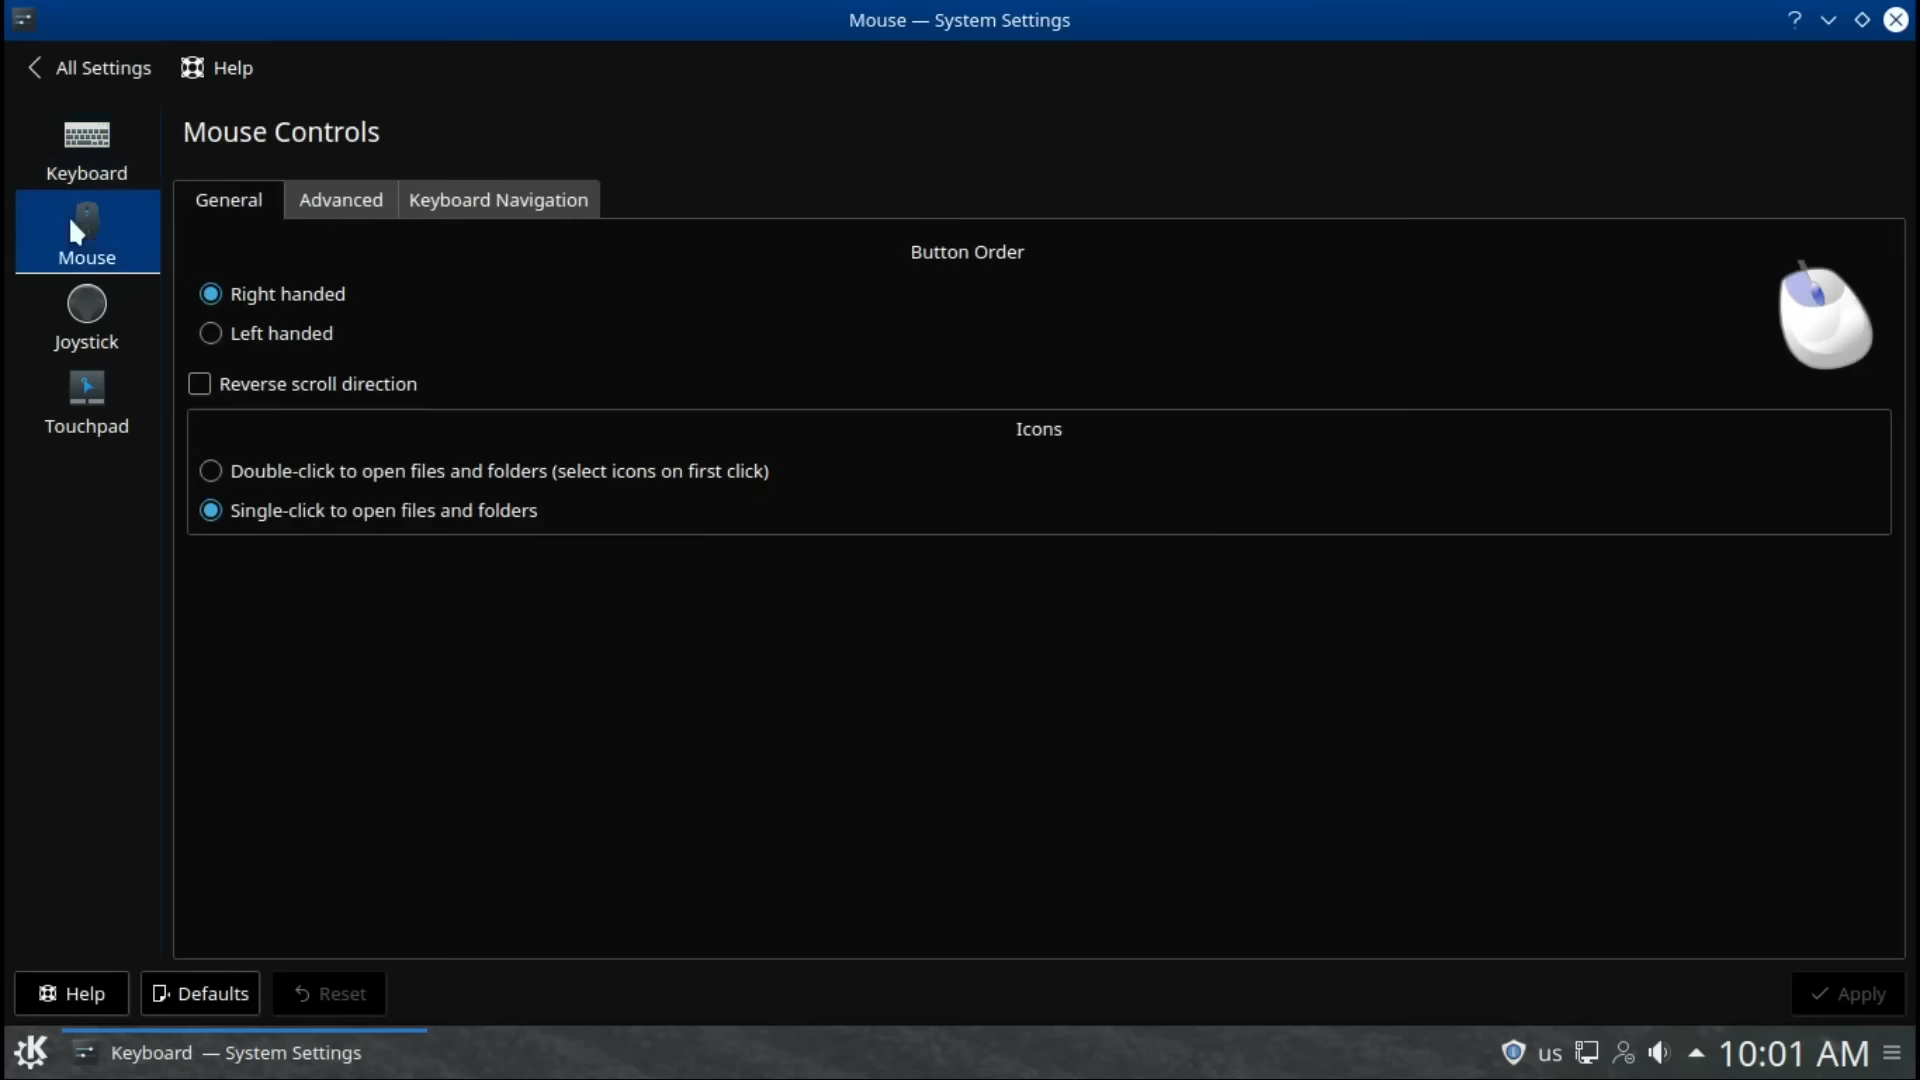 Mouse — System Settings
?
All Settings
Help
Keyboard
Mouse
Joystick
Touchpad
Mouse Controls
General
Advanced
Keyboard Navigation
Button Order
Right handed
Left handed
Reverse scroll direction
Icons
Double-click to open files and folders (select icons on first click)
Single-click to open files and folders
Help
Defaults
Reset
Apply
Keyboard — System Settings
us
10:01 AM